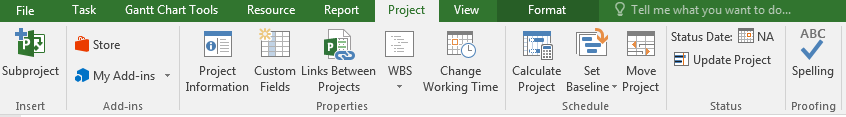 File Task Gantt Chart Tools Resource Report Project View Format Tell me what you want to do...
Subproject
Store
My Add-ins
Project
Information
Custom
Fields
Links Between
Projects
WBS
Change
Working Time
Calculate
Project
Set
Baseline
Move
Project
Status Date: NA
Update Project
ABC
Spelling
Insert Add-ins Properties Schedule Status Proofing